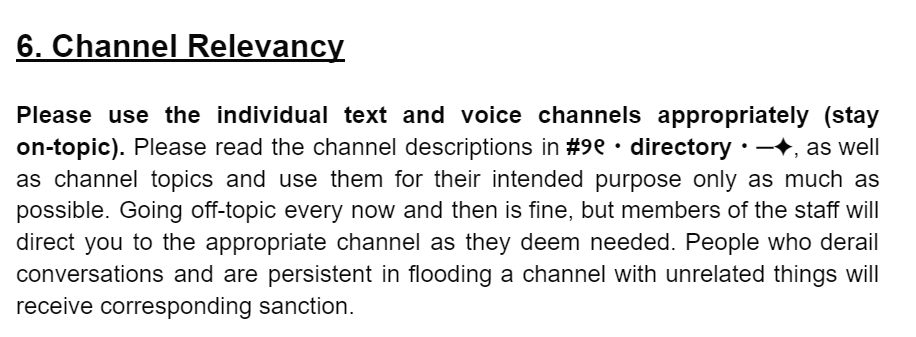 6. Channel Relevancy
Please use the individual text and voice channels appropriately (stay
on-topic). Please read the channel descriptions in #୨୧・directory・—✦, as well
as channel topics and use them for their intended purpose only as much as
possible. Going off-topic every now and then is fine, but members of the staff will
direct you to the appropriate channel as they deem needed. People who derail
conversations and are persistent in flooding a channel with unrelated things will
receive corresponding sanction.